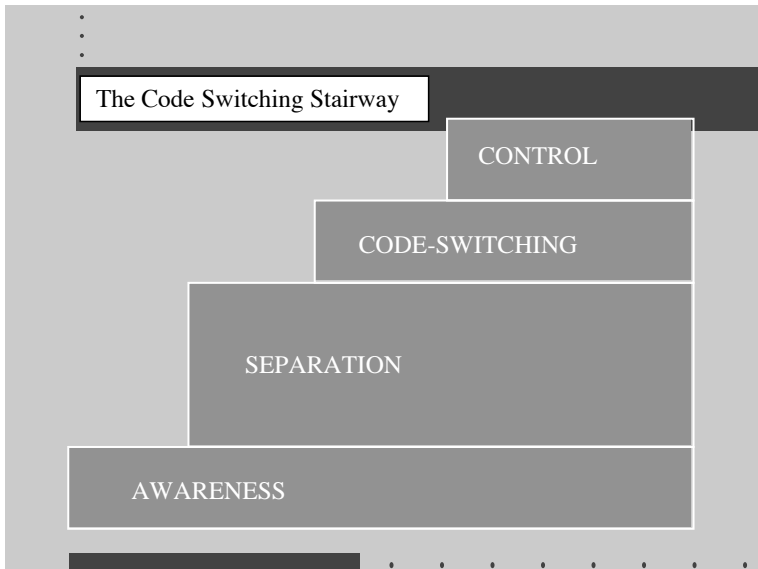 The Code Switching Stairway
CONTROL
CODE-SWITCHING
SEPARATION
AWARENESS